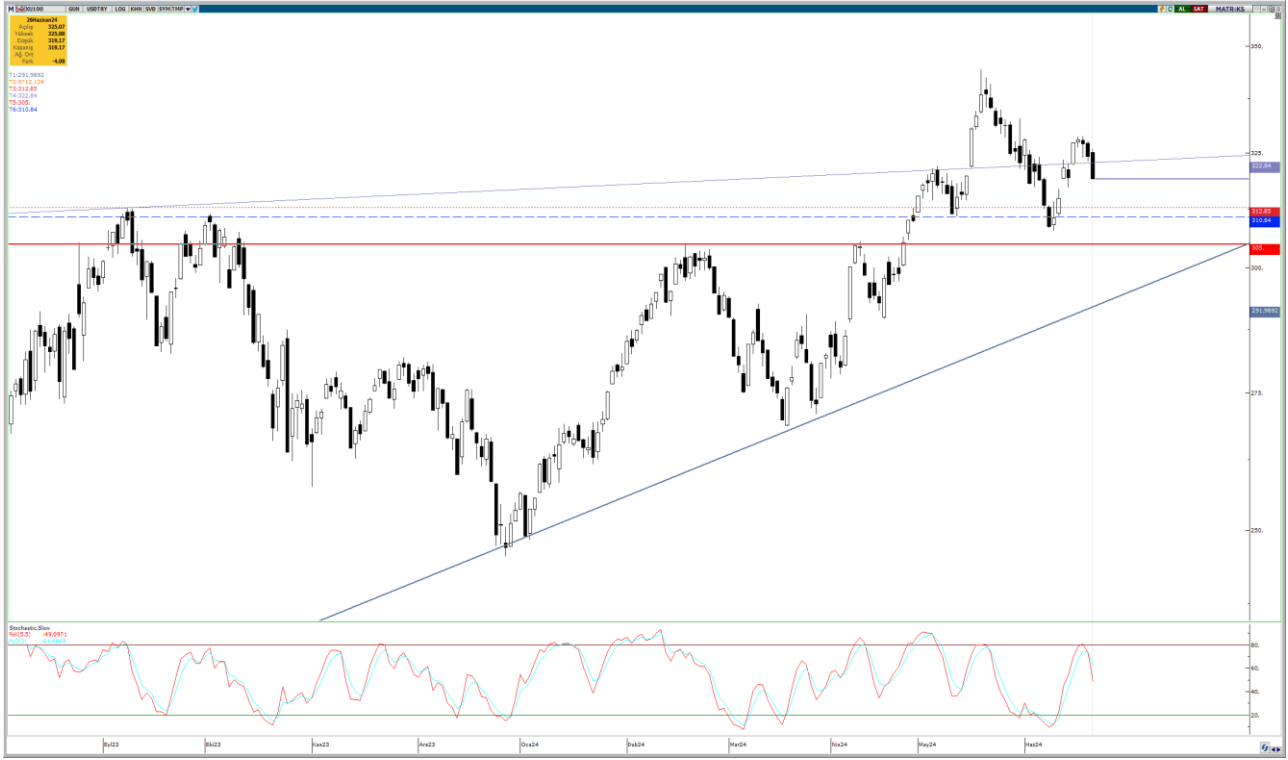 M XU100 GUN USDTRY LOG KHN SVD SYM TMP AL SAT MATRiKS
20Haziran24
Açılış 325,07
Yüksek 325,88
Düşük 319,17
Kapanış 319,17
Ağ. Ort
Fark -4,08
T1:291,9892
T3:312,85
T4:322,84
T5:305,
T6:310,84
350,
325,
322,84
312,85
310,84
305,
300,
291,9892
275,
250,
Stochastic,Slow
%K(5,5) -49,0971
80,
60,
40,
20,
Eyl23 Eki23 Kas23 Ara23 Oca24 Şub24 Mar24 Nis24 May24 Haz24